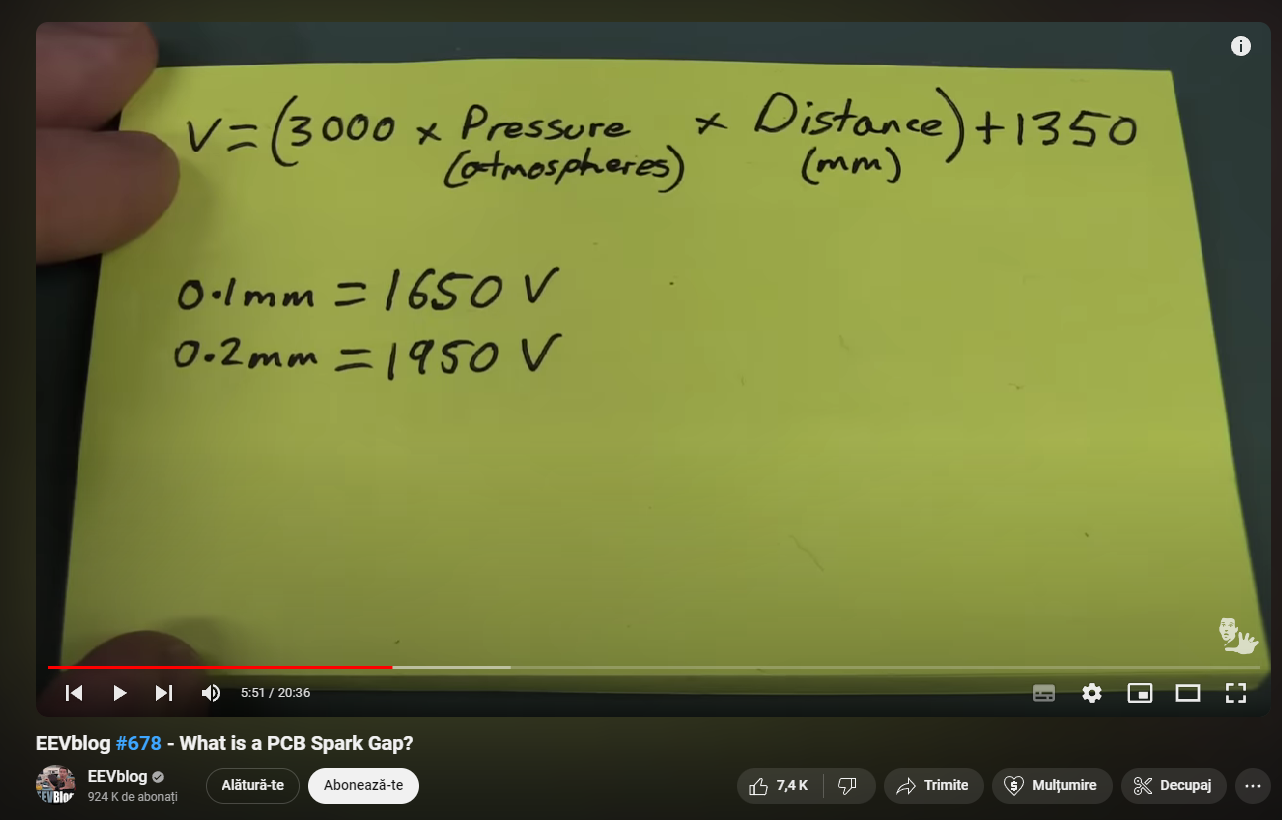 V = (3000 x Pressure x Distance) + 1350
(atmospheres) (mm)
0.1mm = 1650 V
0.2mm = 1950 V
5:51 / 20:36
EEVblog #678 - What is a PCB Spark Gap?
EEVblog
924 K de abonați
Alătură-te
Abonează-te
7,4 K
Trimite
Mulțumire
Decupaj